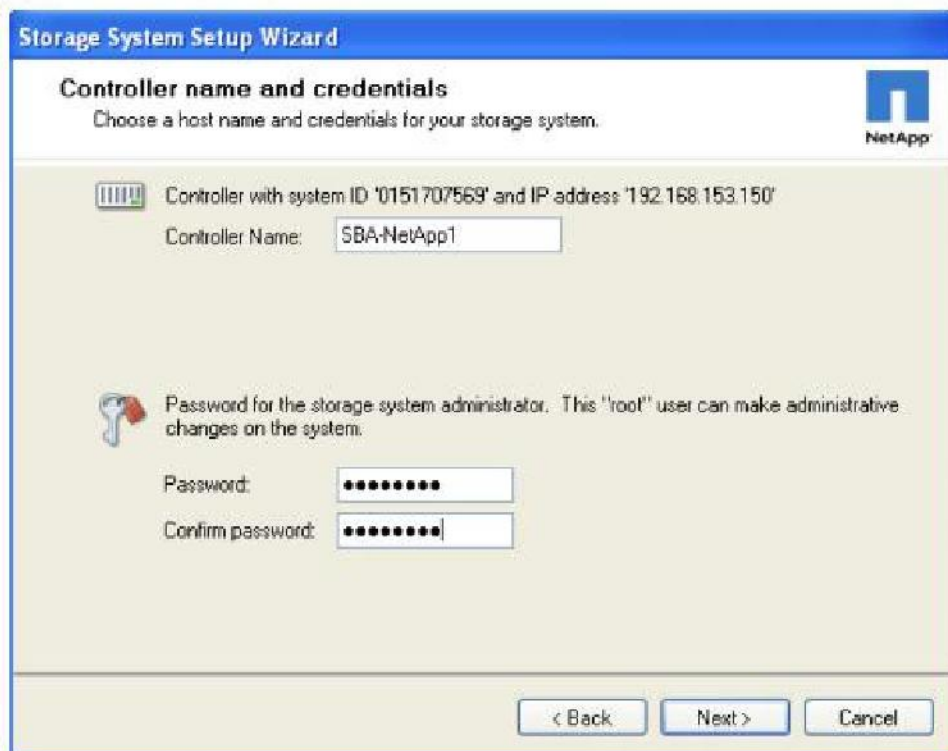 Storage System Setup Wizard
Controller name and credentials
Choose a host name and credentials for your storage system.
NetApp
Controller with system ID '0151707569' and IP address '192.168.153.150'
Controller Name: SBA-NetApp1
Password for the storage system administrator. This "root" user can make administrative
changes on the system.
Password: ●●●●●●●●
Confirm password: ●●●●●●●●
< Back Next > Cancel